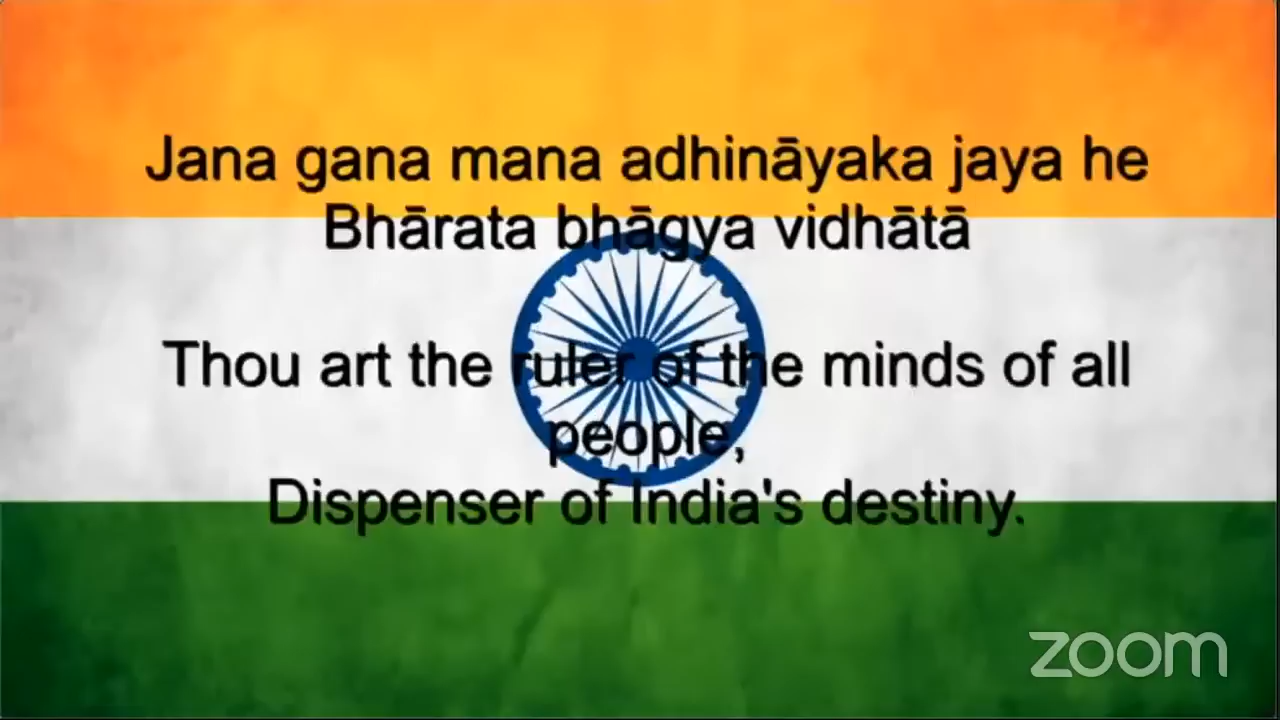 Jana gana mana adhināyaka jaya he
Bhārata bhāgya vidhātā
Thou art the ruler of the minds of all
people,
Dispenser of India's destiny.
zoom